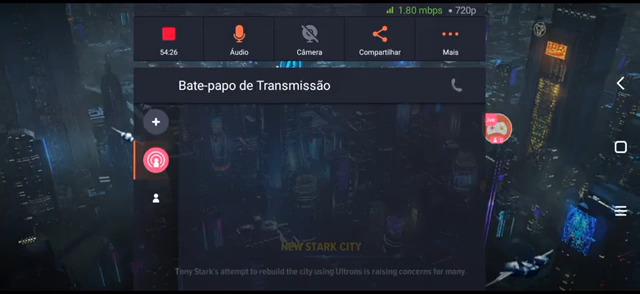 1.80 mbps • 720p
54:26
Áudio
Câmera
Compartilhar
Mais
Bate-papo de Transmissão
Live
NEW STARK CITY
Tony Stark's attempt to rebuild the city using Ultrons is raising concerns for many.